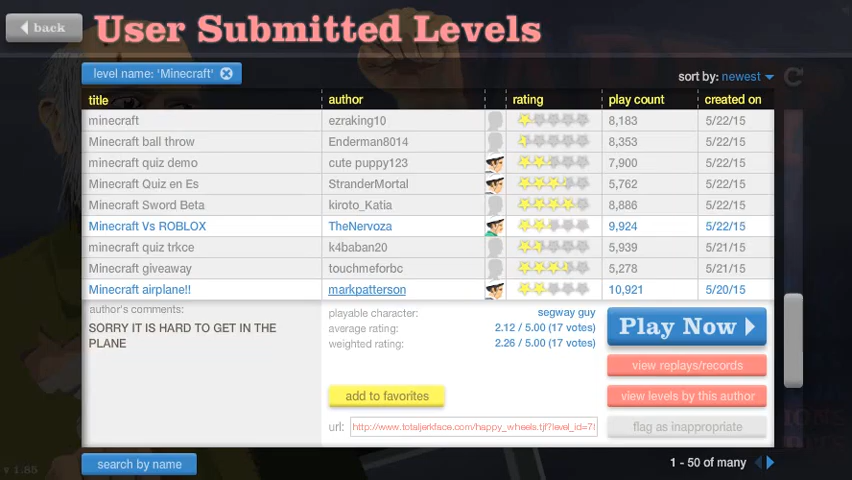 back
User Submitted Levels
level name: 'Minecraft'
sort by: newest
title author rating play count created on
minecraft ezraking10 8,183 5/22/15
Minecraft ball throw Enderman8014 8,353 5/22/15
minecraft quiz demo cute puppy123 7,900 5/22/15
Minecraft Quiz en Es StranderMortal 5,762 5/22/15
Minecraft Sword Beta kiroto_Katia 8,886 5/22/15
Minecraft Vs ROBLOX TheNervoza 9,924 5/22/15
minecraft quiz trkce k4baban20 5,939 5/21/15
Minecraft giveaway touchmeforbc 5,278 5/21/15
Minecraft airplane!! markpatterson 10,921 5/20/15
author's comments:
SORRY IT IS HARD TO GET IN THE
PLANE
playable character: segway guy
average rating: 2.12 / 5.00 (17 votes)
weighted rating: 2.26 / 5.00 (17 votes)
add to favorites
url: http://www.totaljerkface.com/happy_wheels.tjf?level_id=7
Play Now
view replays/records
view levels by this author
flag as inappropriate
v 1.85
search by name
1 - 50 of many